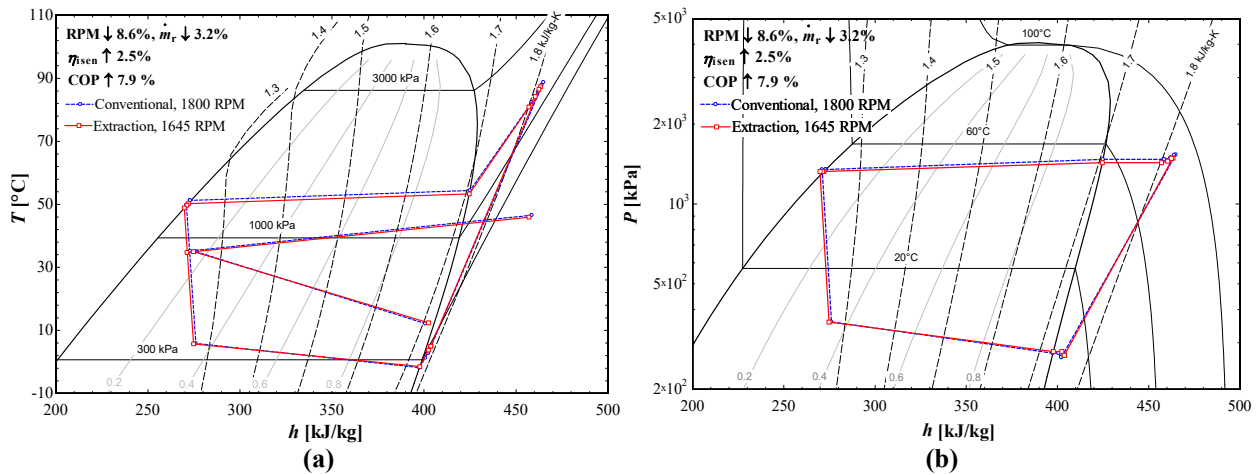 110
90
70
50
30
10
-10
T [°C]
RPM ↓ 8.6%, ṁr ↓ 3.2%
ηisen ↑ 2.5%
COP ↑ 7.9 %
Conventional, 1800 RPM
Extraction, 1645 RPM
1.3
1.4
1.5
1.6
1.7
1.8 kJ/kg-K
3000 kPa
1000 kPa
300 kPa
0.2
0.4
0.6
0.8
200
250
300
350
400
450
500
h [kJ/kg]
(a)
5×10³
2×10³
10³
5×10²
2×10²
P [kPa]
RPM ↓ 8.6%, ṁr ↓ 3.2%
ηisen ↑ 2.5%
COP ↑ 7.9 %
Conventional, 1800 RPM
Extraction, 1645 RPM
1.3
1.4
1.5
1.6
1.7
1.8 kJ/kg-K
100°C
60°C
20°C
0.2
0.4
0.6
0.8
200
250
300
350
400
450
500
h [kJ/kg]
(b)